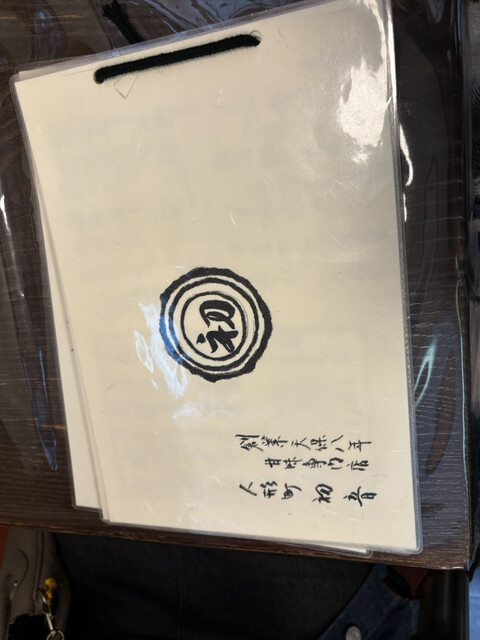 初
創業天保八年
甘味専門店
人形町 初音